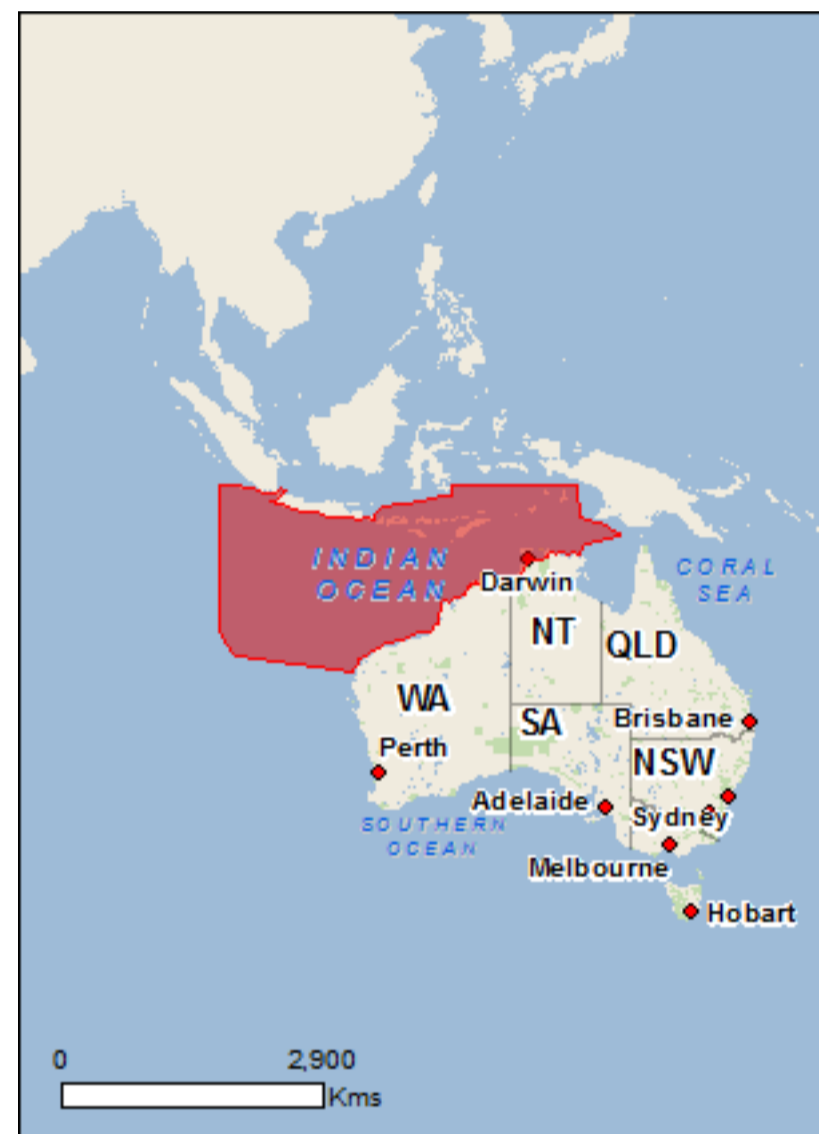 INDIAN
OCEAN
CORAL
SEA
Darwin
NT
QLD
WA
SA
Brisbane
Perth
NSW
Adelaide
Sydney
SOUTHERN
OCEAN
Melbourne
Hobart
0 2,900
Kms